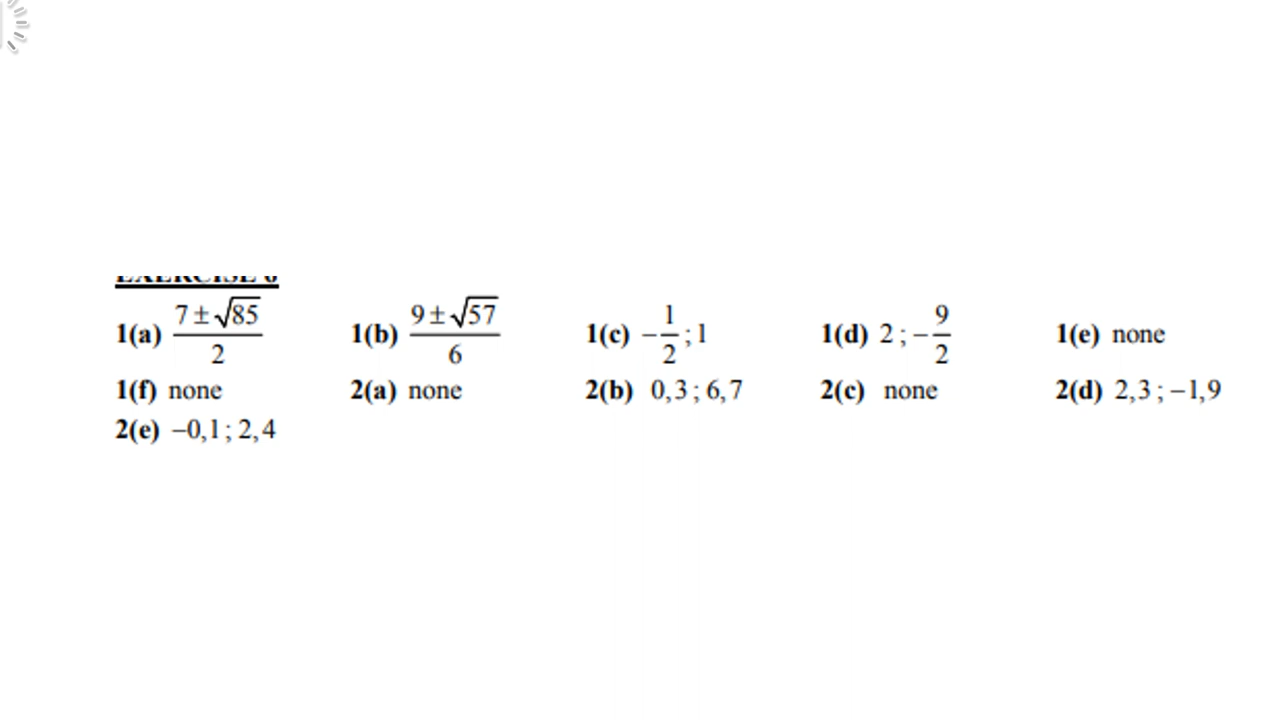 EXERCISE 6
1(a) (7 ± √85)/2 1(b) (9 ± √57)/6 1(c) −1/2 ; 1 1(d) 2 ; −9/2 1(e) none
1(f) none 2(a) none 2(b) 0,3 ; 6,7 2(c) none 2(d) 2,3 ; −1,9
2(e) −0,1 ; 2,4